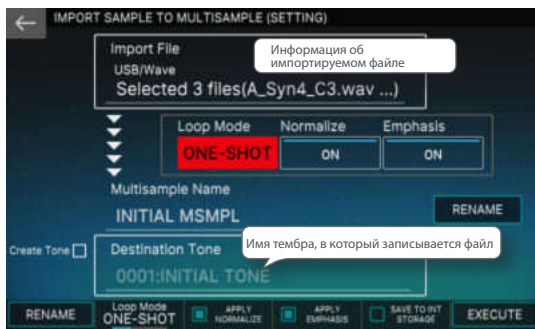 IMPORT SAMPLE TO MULTISAMPLE (SETTING)
Import File
Информация об
импортируемом файле
USB/Wave
Selected 3 files(A_Syn4_C3.wav ...)
Loop Mode Normalize Emphasis
ONE-SHOT ON ON
Multisample Name
INITIAL MSMPL
RENAME
Create Tone
Destination Tone
Имя тембра, в который записывается файл
0001:INITIAL TONE
RENAME
Loop Mode
ONE-SHOT
APPLY
NORMALIZE
APPLY
EMPHASIS
SAVE TO INT
STORAGE
EXECUTE